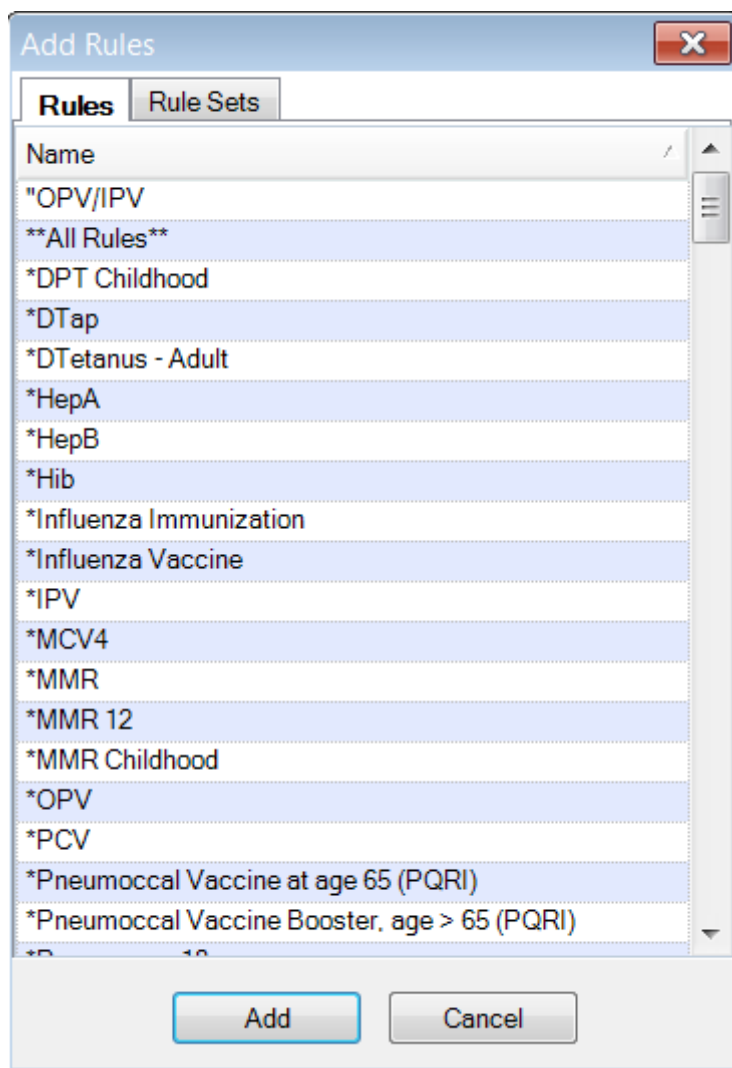 Add Rules
Rules Rule Sets
Name
"OPV/IPV
**All Rules**
*DPT Childhood
*DTap
*DTetanus - Adult
*HepA
*HepB
*Hib
*Influenza Immunization
*Influenza Vaccine
*IPV
*MCV4
*MMR
*MMR 12
*MMR Childhood
*OPV
*PCV
*Pneumoccal Vaccine at age 65 (PQRI)
*Pneumoccal Vaccine Booster, age > 65 (PQRI)
Add Cancel